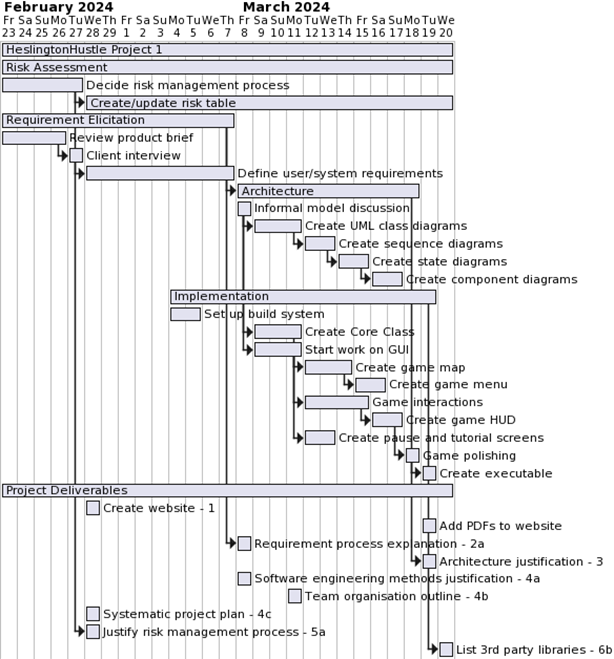 February 2024 March 2024
Fr Sa Su Mo Tu We Th Fr Sa Su Mo Tu We Th Fr Sa Su Mo Tu We Th Fr Sa Su Mo Tu We
23 24 25 26 27 28 29 1 2 3 4 5 6 7 8 9 10 11 12 13 14 15 16 17 18 19 20
HeslingtonHustle Project 1
Risk Assessment
Decide risk management process
Create/update risk table
Requirement Elicitation
Review product brief
Client interview
Define user/system requirements
Architecture
Informal model discussion
Create UML class diagrams
Create sequence diagrams
Create state diagrams
Create component diagrams
Implementation
Set up build system
Create Core Class
Start work on GUI
Create game map
Create game menu
Game interactions
Create game HUD
Create pause and tutorial screens
Game polishing
Create executable
Project Deliverables
Create website - 1
Add PDFs to website
Requirement process explanation - 2a
Architecture justification - 3
Software engineering methods justification - 4a
Team organisation outline - 4b
Systematic project plan - 4c
Justify risk management process - 5a
List 3rd party libraries - 6b